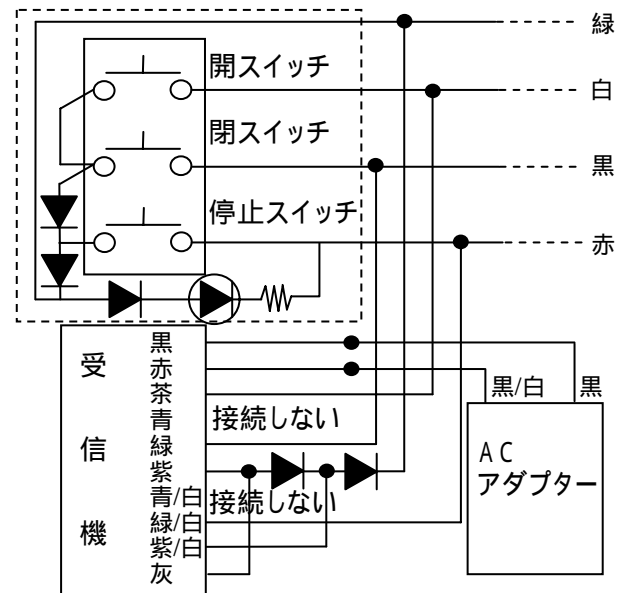 緑
開スイッチ
白
閉スイッチ
黒
停止スイッチ
赤
受信機
黒
赤
茶
青 接続しない
緑
紫
青/白 接続しない
緑/白
紫/白
灰
黒/白 黒
AC
アダプター